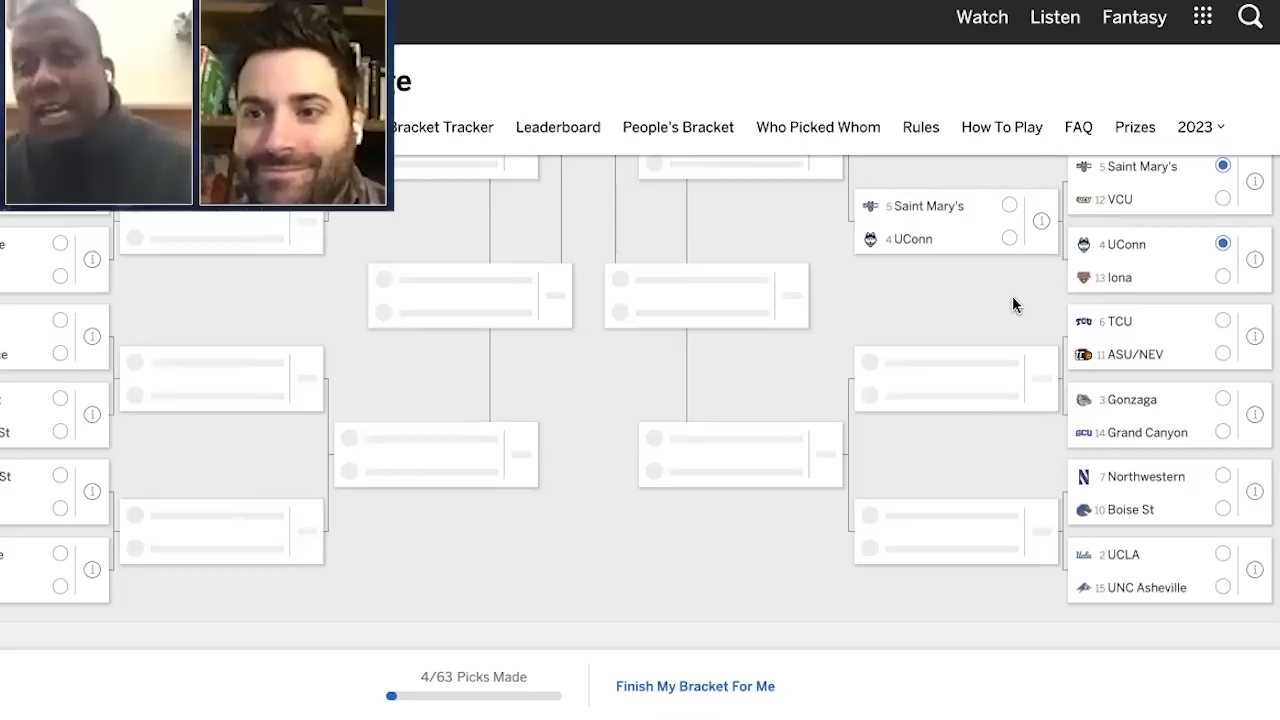 Watch Listen Fantasy
Bracket Tracker Leaderboard People's Bracket Who Picked Whom Rules How To Play FAQ Prizes 2023
5 Saint Mary's
12 VCU
5 Saint Mary's
4 UConn
4 UConn
13 Iona
6 TCU
11 ASU/NEV
3 Gonzaga
14 Grand Canyon
7 Northwestern
10 Boise St
2 UCLA
15 UNC Asheville
St
St
4/63 Picks Made
Finish My Bracket For Me